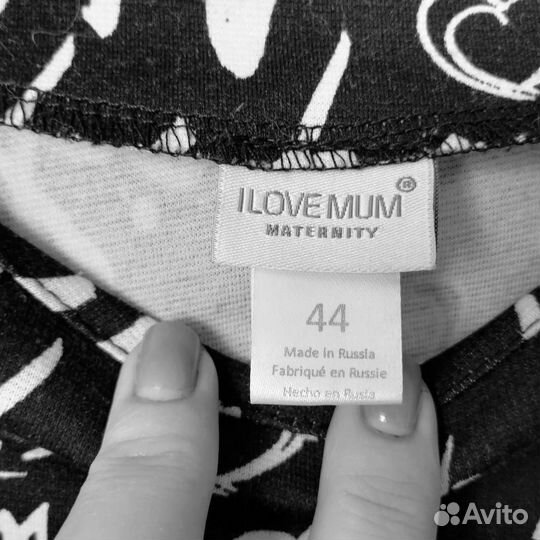 I LOVE MUM®
MATERNITY
44
Made in Russia
Fabriqué en Russie
Hecho en Rusia
Avito